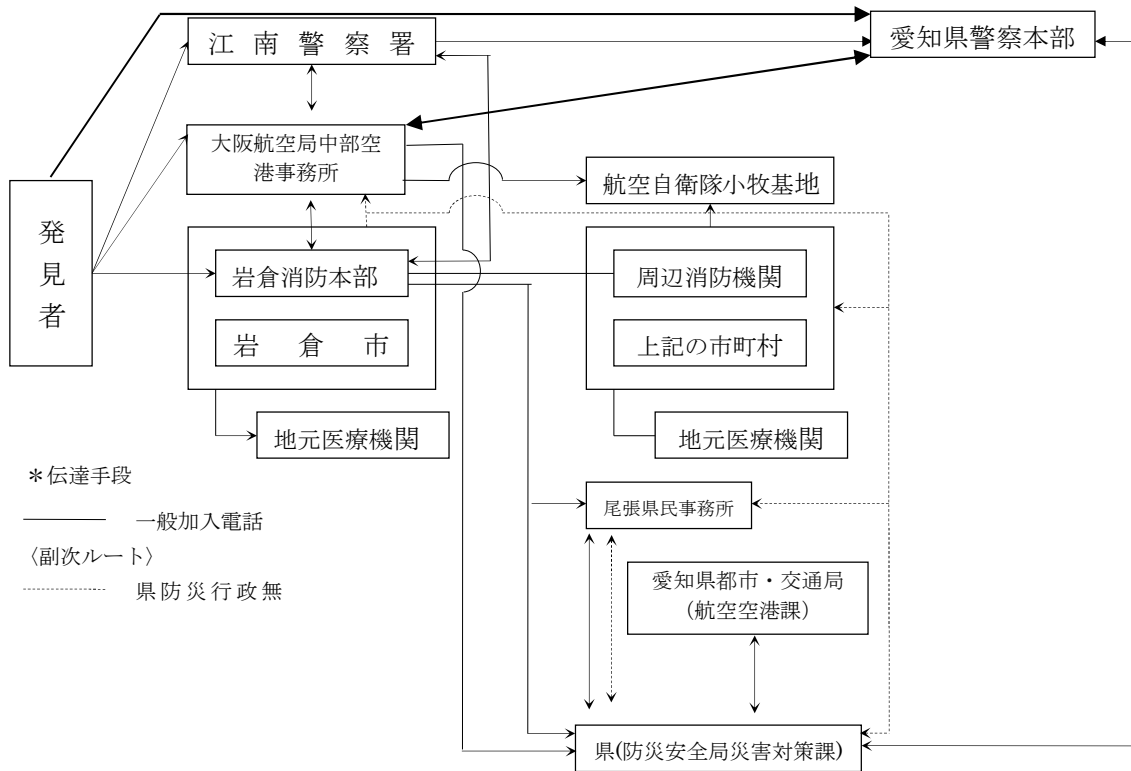 江南警察署
愛知県警察本部
大阪航空局中部空
港事務所
航空自衛隊小牧基地
発見者
岩倉消防本部
周辺消防機関
岩倉市
上記の市町村
地元医療機関
地元医療機関
＊伝達手段
一般加入電話
〈副次ルート〉
県防災行政無
尾張県民事務所
愛知県都市・交通局
（航空空港課）
県(防災安全局災害対策課)